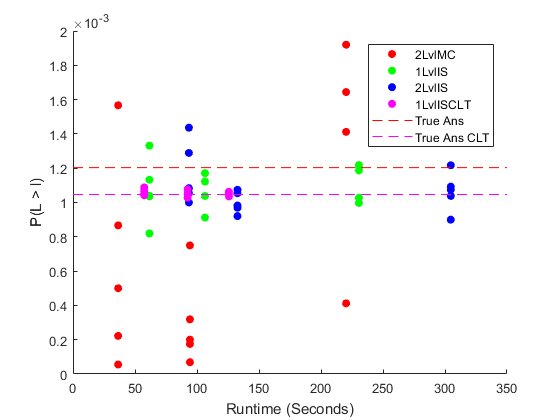 ×10⁻³
2
1.8
1.6
1.4
1.2
1
0.8
0.6
0.4
0.2
0
P(L > l)
0 50 100 150 200 250 300 350
Runtime (Seconds)
2LvlMC
1LvlIS
2LvlIS
1LvlISCLT
True Ans
True Ans CLT